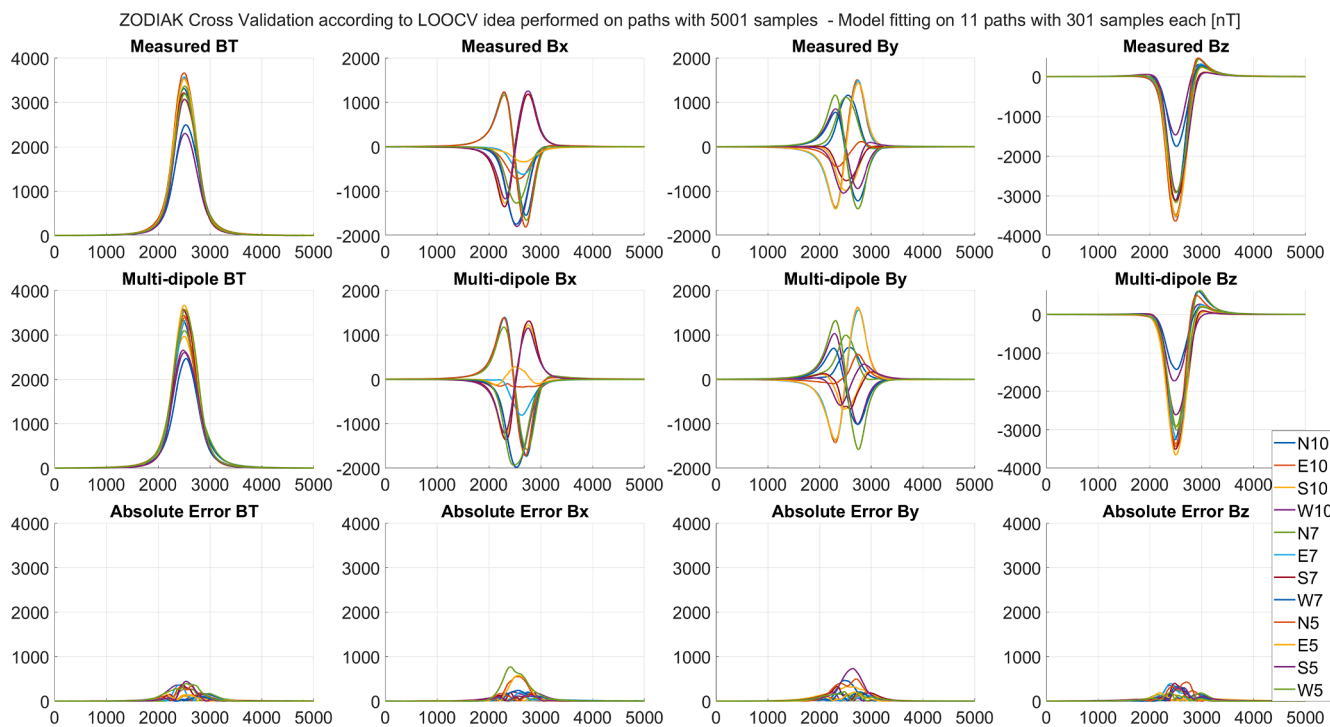 ZODIAK Cross Validation according to LOOCV idea performed on paths with 5001 samples - Model fitting on 11 paths with 301 samples each [nT]
Measured BT
Measured Bx
Measured By
Measured Bz
4000
3000
2000
1000
0
0 1000 2000 3000 4000 5000
2000
1000
0
-1000
-2000
0 1000 2000 3000 4000 5000
2000
1000
0
-1000
-2000
0 1000 2000 3000 4000 5000
0
-1000
-2000
-3000
-4000
0 1000 2000 3000 4000 5000
Multi-dipole BT
Multi-dipole Bx
Multi-dipole By
Multi-dipole Bz
4000
3000
2000
1000
0
0 1000 2000 3000 4000 5000
2000
1000
0
-1000
-2000
0 1000 2000 3000 4000 5000
2000
1000
0
-1000
-2000
0 1000 2000 3000 4000 5000
0
-1000
-2000
-3000
-4000
0 1000 2000 3000 4000 5000
Absolute Error BT
Absolute Error Bx
Absolute Error By
Absolute Error Bz
4000
3000
2000
1000
0
0 1000 2000 3000 4000 5000
4000
3000
2000
1000
0
0 1000 2000 3000 4000 5000
4000
3000
2000
1000
0
0 1000 2000 3000 4000 5000
4000
3000
2000
1000
0
0 1000 2000 3000 4000 5000
N10
E10
S10
W10
N7
E7
S7
W7
N5
E5
S5
W5